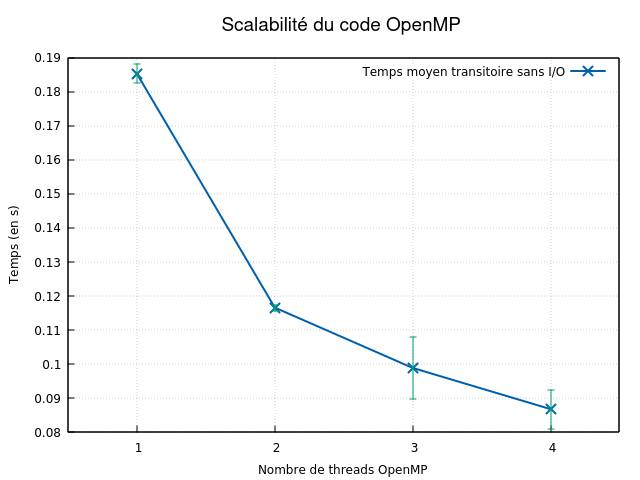 Scalabilité du code OpenMP
Temps moyen transitoire sans I/O
0.19
0.18
0.17
0.16
0.15
0.14
0.13
0.12
0.11
0.1
0.09
0.08
Temps (en s)
1 2 3 4
Nombre de threads OpenMP